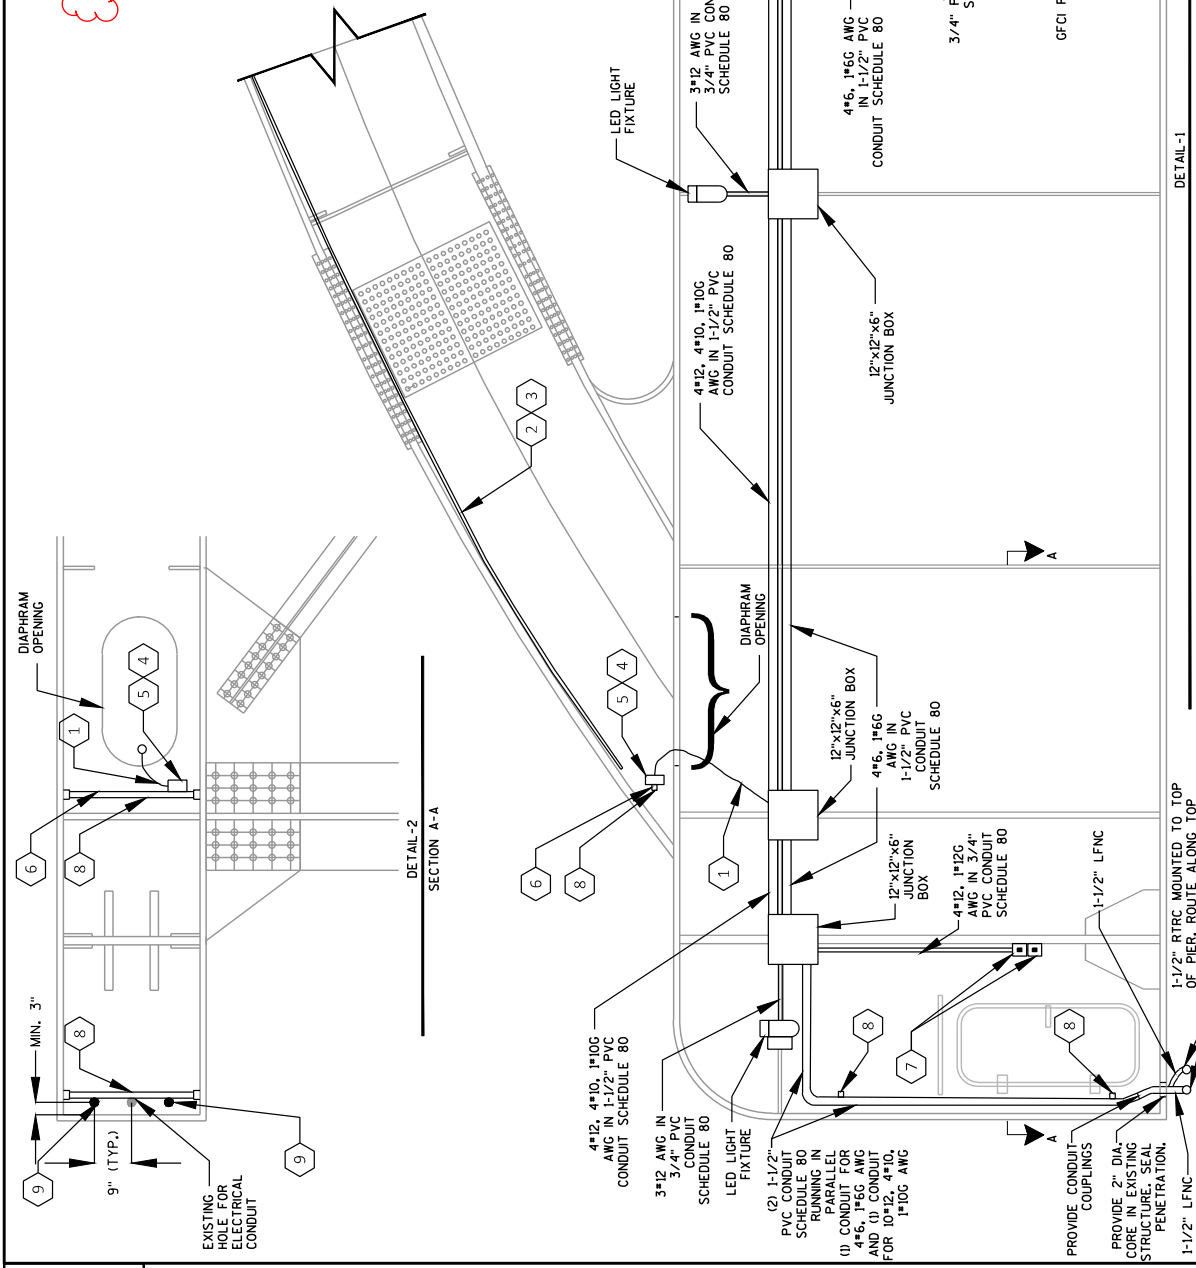 DIAPHRAM
OPENING
1
5
4
6
8
MIN. 3"
8
9
9" (TYP.)
EXISTING
HOLE FOR
ELECTRICAL
CONDUIT
9
DETAIL-2
SECTION A-A
2
3
LED LIGHT
FIXTURE
3#12 AWG IN
3/4" PVC CON
SCHEDULE 80
4#6, 1#6G AWG
IN 1-1/2" PVC
CONDUIT SCHEDULE 80
3/4" P
S
GFCI R
4#12, 4#10, 1#10G
AWG IN 1-1/2" PVC
CONDUIT SCHEDULE 80
12"x12"x6"
JUNCTION BOX
A
5
4
DIAPHRAM
OPENING
6
8
1
12"x12"x6"
JUNCTION BOX
4#6, 1#6G
AWG IN
1-1/2" PVC
CONDUIT
SCHEDULE 80
12"x12"x6"
JUNCTION
BOX
4#12, 1#12G
AWG IN 3/4"
PVC CONDUIT
SCHEDULE 80
4#12, 4#10, 1#10G
AWG IN 1-1/2" PVC
CONDUIT SCHEDULE 80
3#12 AWG IN
3/4" PVC
CONDUIT
SCHEDULE 80
LED LIGHT
FIXTURE
(2) 1-1/2"
PVC CONDUIT
SCHEDULE 80
RUNNING IN
PARALLEL
(1) CONDUIT FOR
4#6, 1#6G AWG
AND (1) CONDUIT
FOR 10#12, 4#10,
1#10G AWG
8
7
8
A
PROVIDE CONDUIT
COUPLINGS
PROVIDE 2" DIA.
CORE IN EXISTING
STRUCTURE. SEAL
PENETRATION.
1-1/2" LFNC
1-1/2" LFNC
1-1/2" RTRC MOUNTED TO TOP
OF PIER. ROUTE ALONG TOP
DETAIL-1